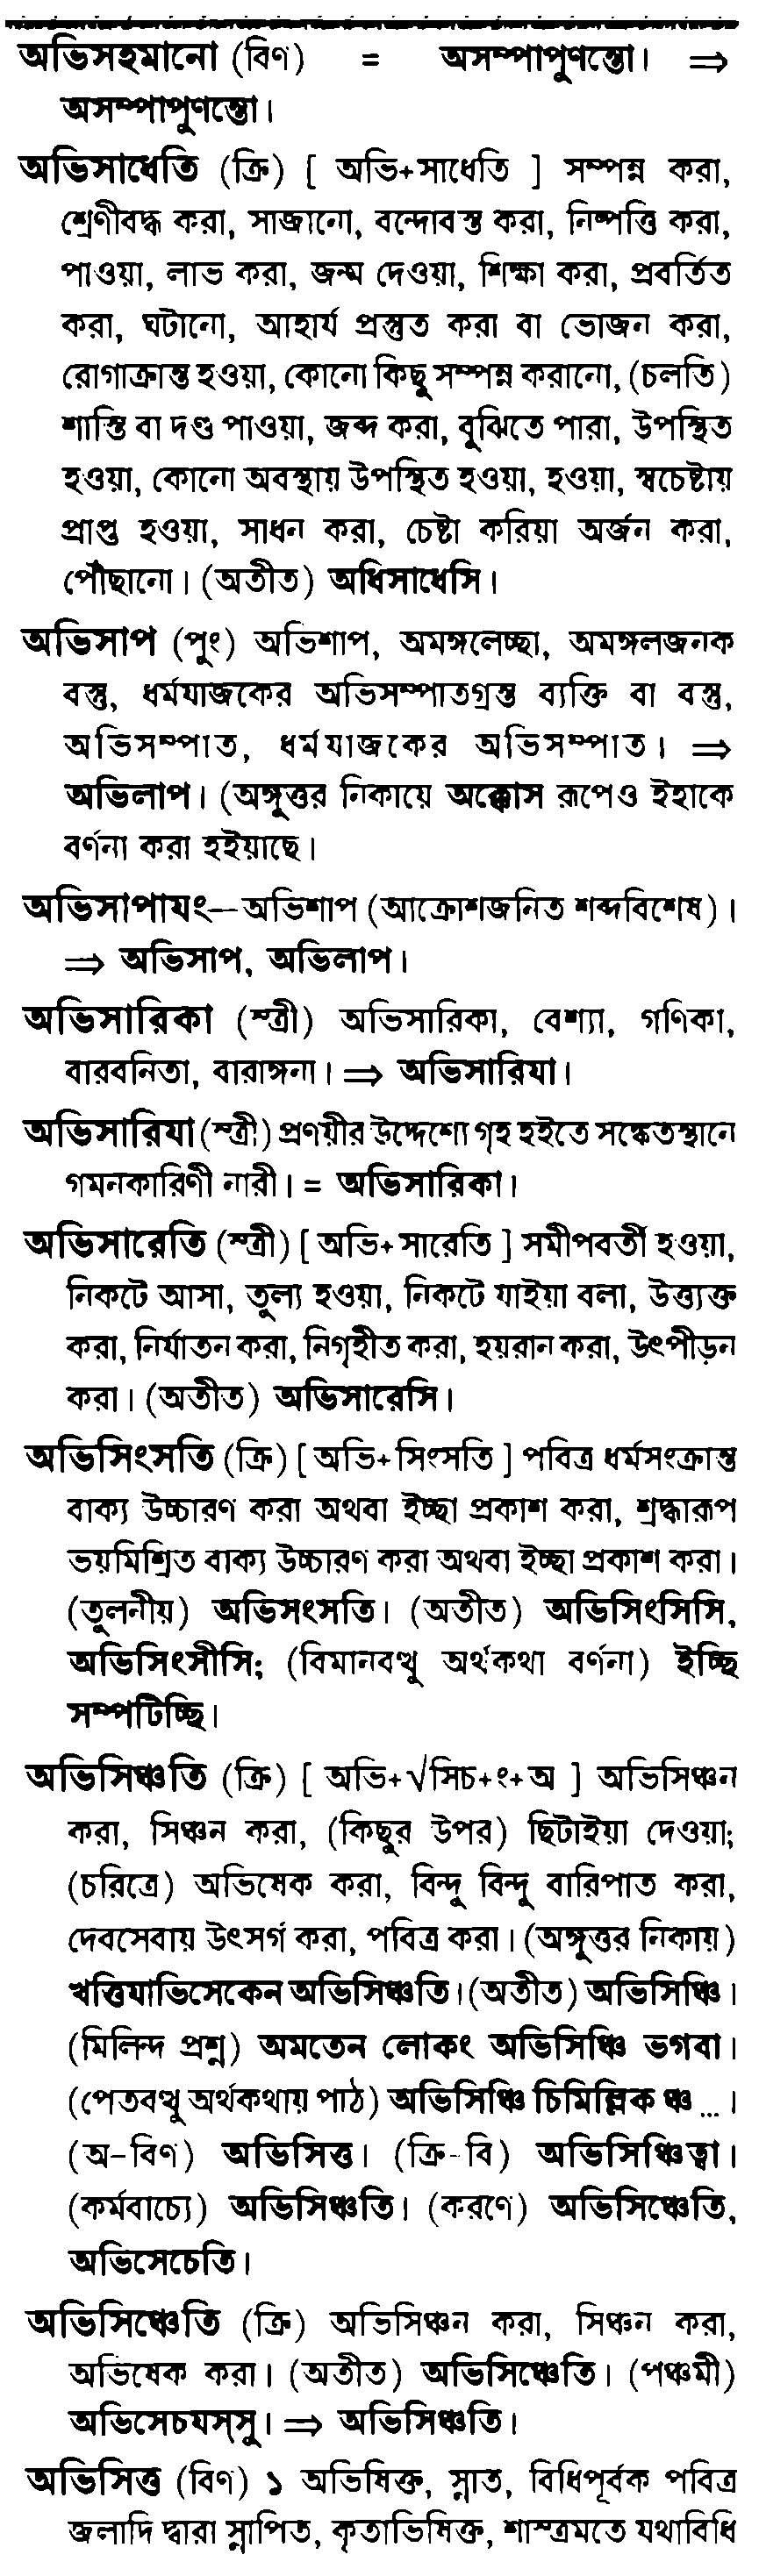 অভিসহমানো (বিণ) = অসম্পাপুণন্তো। ⇒
অসম্পাপুণন্তো।
অভিসাধেতি (ক্রি) [ অভি+সাধেতি ] সম্পন্ন করা,
শ্রেণীবদ্ধ করা, সাজানো, বন্দোবস্ত করা, নিষ্পত্তি করা,
পাওয়া, লাভ করা, জন্ম দেওয়া, শিক্ষা করা, প্রবর্তিত
করা, ঘটানো, আহার্য প্রস্তুত করা বা ভোজন করা,
রোগাক্রান্ত হওয়া, কোনো কিছু সম্পন্ন করানো, (চলতি)
শাস্তি বা দণ্ড পাওয়া, জব্দ করা, বুঝিতে পারা, উপস্থিত
হওয়া, কোনো অবস্থায় উপস্থিত হওয়া, হওয়া, স্বচেষ্টায়
প্রাপ্ত হওয়া, সাধন করা, চেষ্টা করিয়া অর্জন করা,
পৌঁছানো। (অতীত) অধিসাধেসি।
অভিসাপ (পুং) অভিশাপ, অমঙ্গলেচ্ছা, অমঙ্গলজনক
বস্তু, ধর্মযাজকের অভিসম্পাতগ্রস্ত ব্যক্তি বা বস্তু,
অভিসম্পাত, ধর্মযাজকের অভিসম্পাত। ⇒
অভিলাপ। (অঙ্গুত্তর নিকায়ে অক্কোস রূপেও ইহাকে
বর্ণনা করা হইয়াছে।
অভিসাপাযং—অভিশাপ (আক্রোশজনিত শব্দবিশেষ)।
⇒ অভিসাপ, অভিলাপ।
অভিসারিকা (স্ত্রী) অভিসারিকা, বেশ্যা, গণিকা,
বারবনিতা, বারাঙ্গনা। ⇒ অভিসারিযা।
অভিসারিযা (স্ত্রী) প্রণয়ীর উদ্দেশ্যে গৃহ হইতে সঙ্কেতস্থানে
গমনকারিণী নারী। = অভিসারিকা।
অভিসারেতি (স্ত্রী) [ অভি+সারেতি ] সমীপবর্তী হওয়া,
নিকটে আসা, তুল্য হওয়া, নিকটে যাইয়া বলা, উত্ত্যক্ত
করা, নির্যাতন করা, নিগৃহীত করা, হয়রান করা, উৎপীড়ন
করা। (অতীত) অভিসারেসি।
অভিসিংসতি (ক্রি) [ অভি+সিংসতি ] পবিত্র ধর্মসংক্রান্ত
বাক্য উচ্চারণ করা অথবা ইচ্ছা প্রকাশ করা, শ্রদ্ধারূপ
ভয়মিশ্রিত বাক্য উচ্চারণ করা অথবা ইচ্ছা প্রকাশ করা।
(তুলনীয়) অভিসংসতি। (অতীত) অভিসিংসিসি,
অভিসিংসীসি; (বিমানবত্থু অর্থকথা বর্ণনা) ইচ্ছি
সম্পটিচ্ছি।
অভিসিঞ্চতি (ক্রি) [ অভি+√সিচ+ং+অ ] অভিসিঞ্চন
করা, সিঞ্চন করা, (কিছুর উপর) ছিটাইয়া দেওয়া;
(চরিত্রে) অভিষেক করা, বিন্দু বিন্দু বারিপাত করা,
দেবসেবায় উৎসর্গ করা, পবিত্র করা। (অঙ্গুত্তর নিকায়)
খত্তিযাভিসেকেন অভিসিঞ্চতি। (অতীত) অভিসিঞ্চি।
(মিলিন্দ প্রশ্ন) অমতেন লোকং অভিসিঞ্চি ভগবা।
(পেতবত্থু অর্থকথায় পাঠ) অভিসিঞ্চি চিমিল্লিক ঞ্চ ...।
(অ-বিণ) অভিসিত্ত। (ক্রি-বি) অভিসিঞ্চিত্বা।
(কর্মবাচ্যে) অভিসিঞ্চতি। (করণে) অভিসিঞ্চেতি,
অভিসেচেতি।
অভিসিঞ্চেতি (ক্রি) অভিসিঞ্চন করা, সিঞ্চন করা,
অভিষেক করা। (অতীত) অভিসিঞ্চেতি। (পঞ্চমী)
অভিসেচযস্সু। ⇒ অভিসিঞ্চতি।
অভিসিত্ত (বিণ) ১ অভিষিক্ত, স্নাত, বিধিপূর্বক পবিত্র
জলাদি দ্বারা স্নাপিত, কৃতাভিষিক্ত, শাস্ত্রমতে যথাবিধি